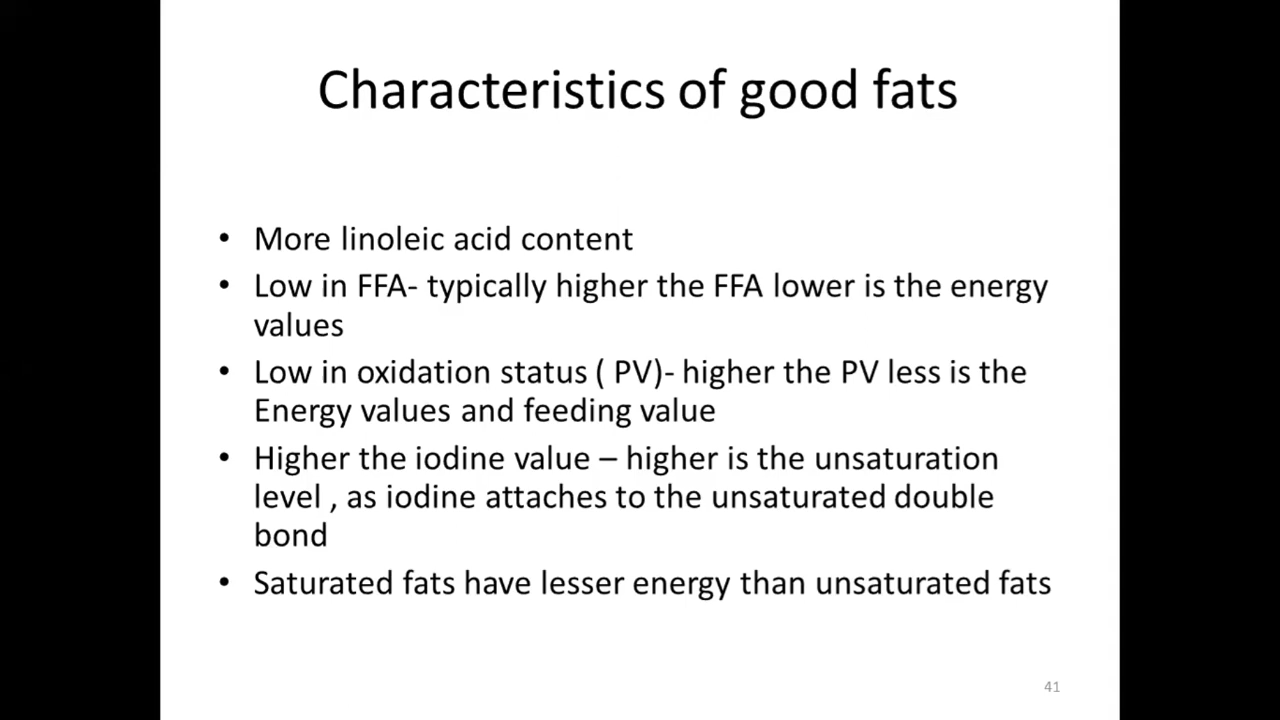 Characteristics of good fats
• More linoleic acid content
• Low in FFA- typically higher the FFA lower is the energy
values
• Low in oxidation status ( PV)- higher the PV less is the
Energy values and feeding value
• Higher the iodine value – higher is the unsaturation
level , as iodine attaches to the unsaturated double
bond
• Saturated fats have lesser energy than unsaturated fats
41